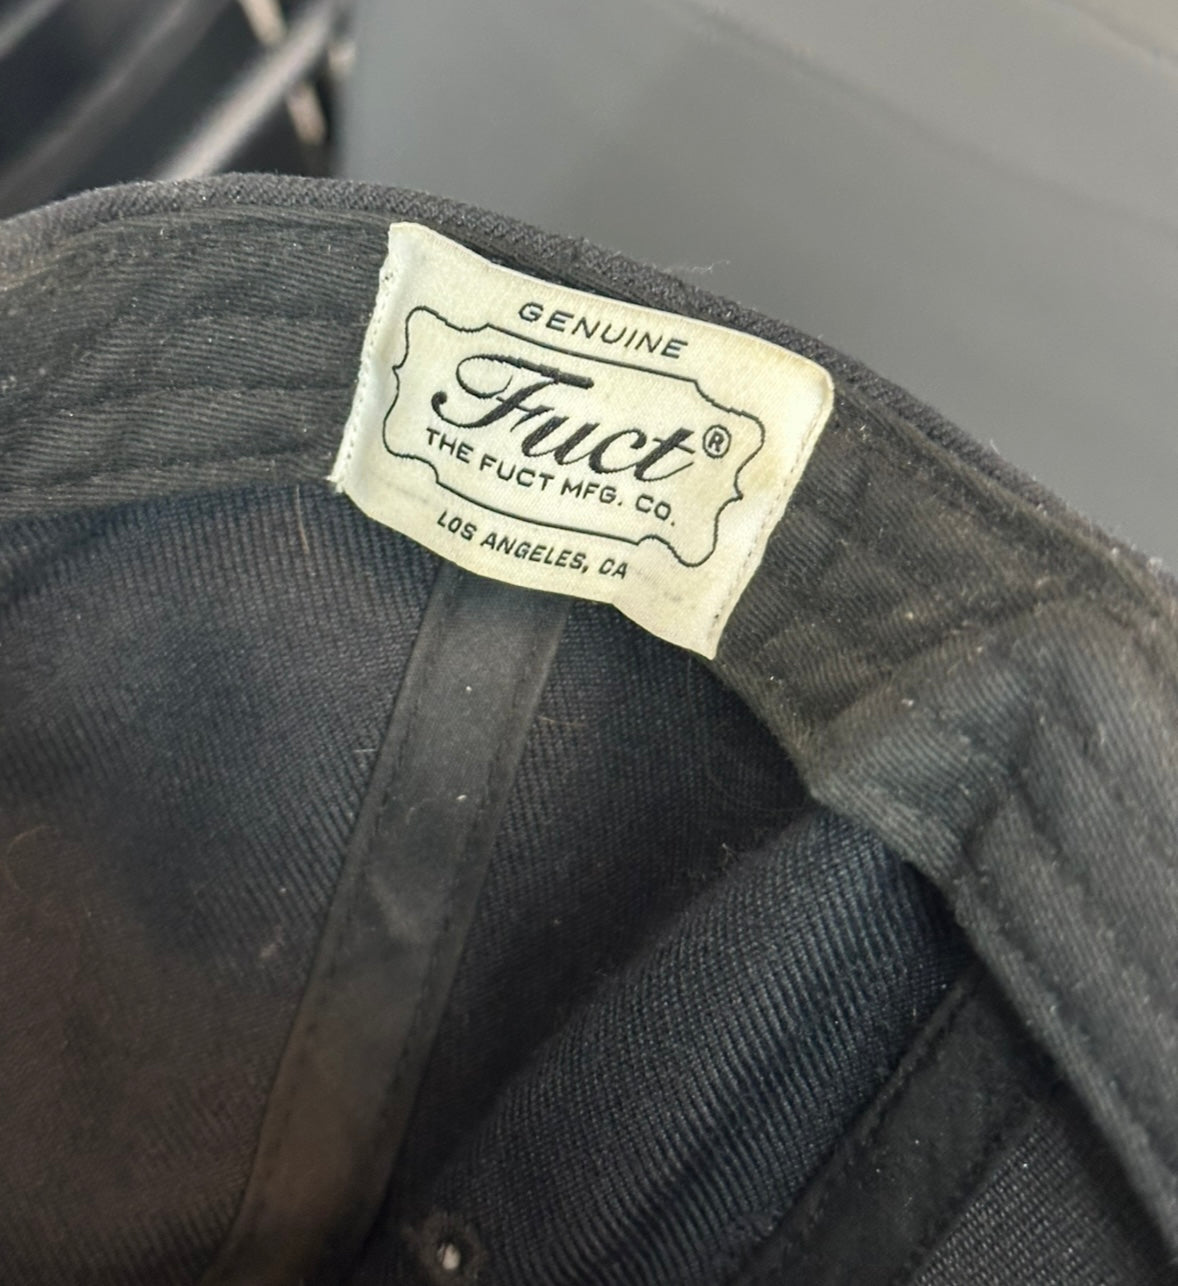 GENUINE
Fuct®
THE FUCT MFG. CO.
LOS ANGELES, CA